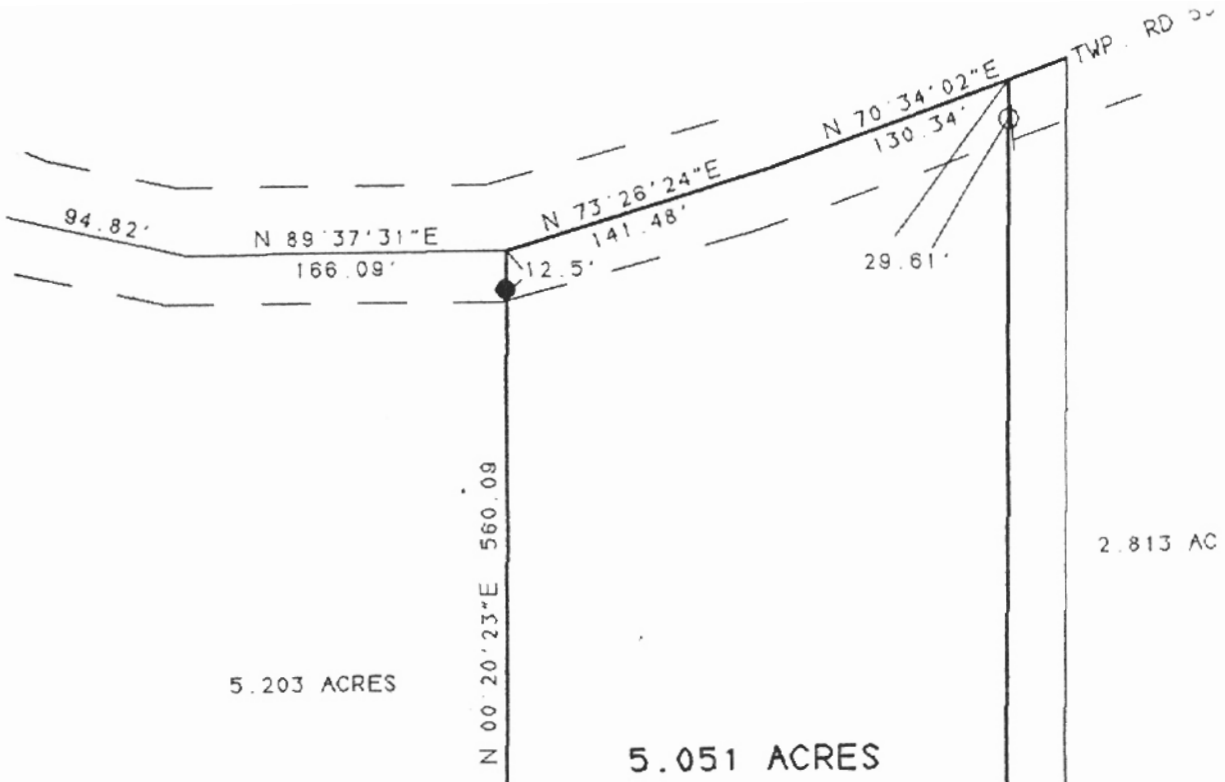 TWP. RD
N 70°34'02"E
130.34'
N 73°26'24"E
141.48'
94.82'
N 89°37'31"E
166.09'
12.5'
29.61'
N 00°20'23"E 560.09
2.813 AC
5.203 ACRES
5.051 ACRES